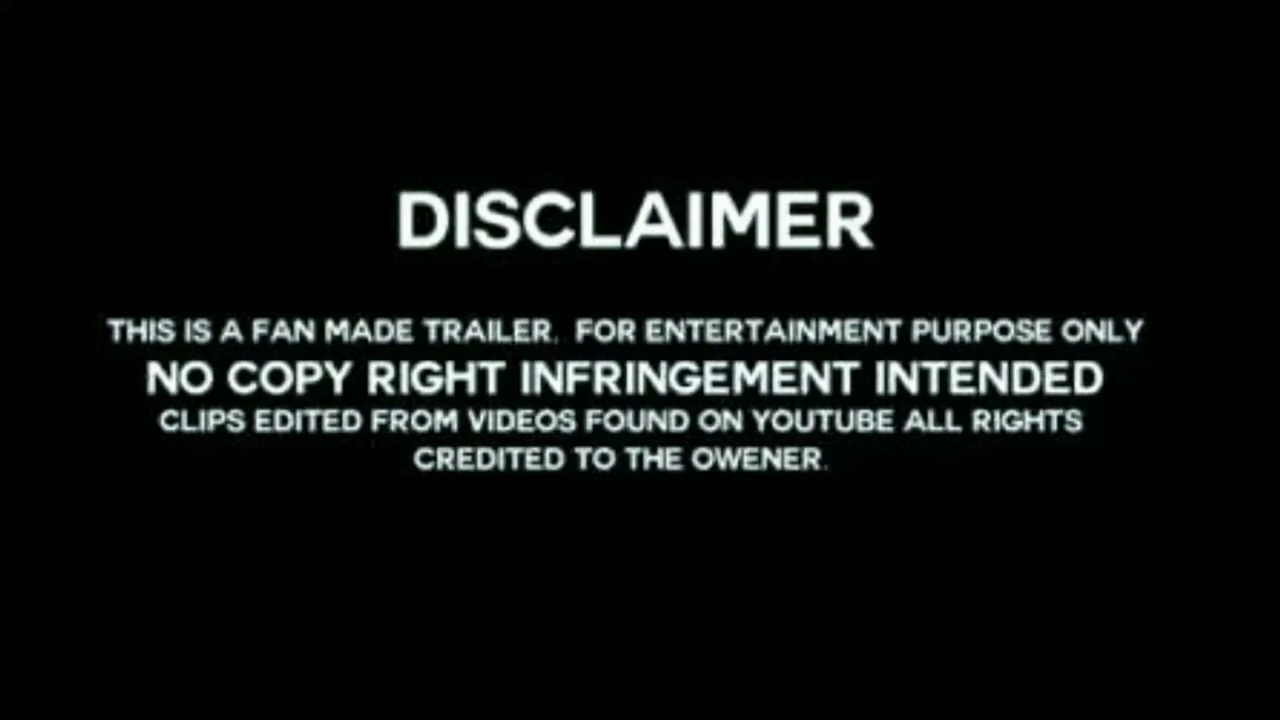 DISCLAIMER
THIS IS A FAN MADE TRAILER. FOR ENTERTAINMENT PURPOSE ONLY
NO COPY RIGHT INFRINGEMENT INTENDED
CLIPS EDITED FROM VIDEOS FOUND ON YOUTUBE ALL RIGHTS
CREDITED TO THE OWENER.